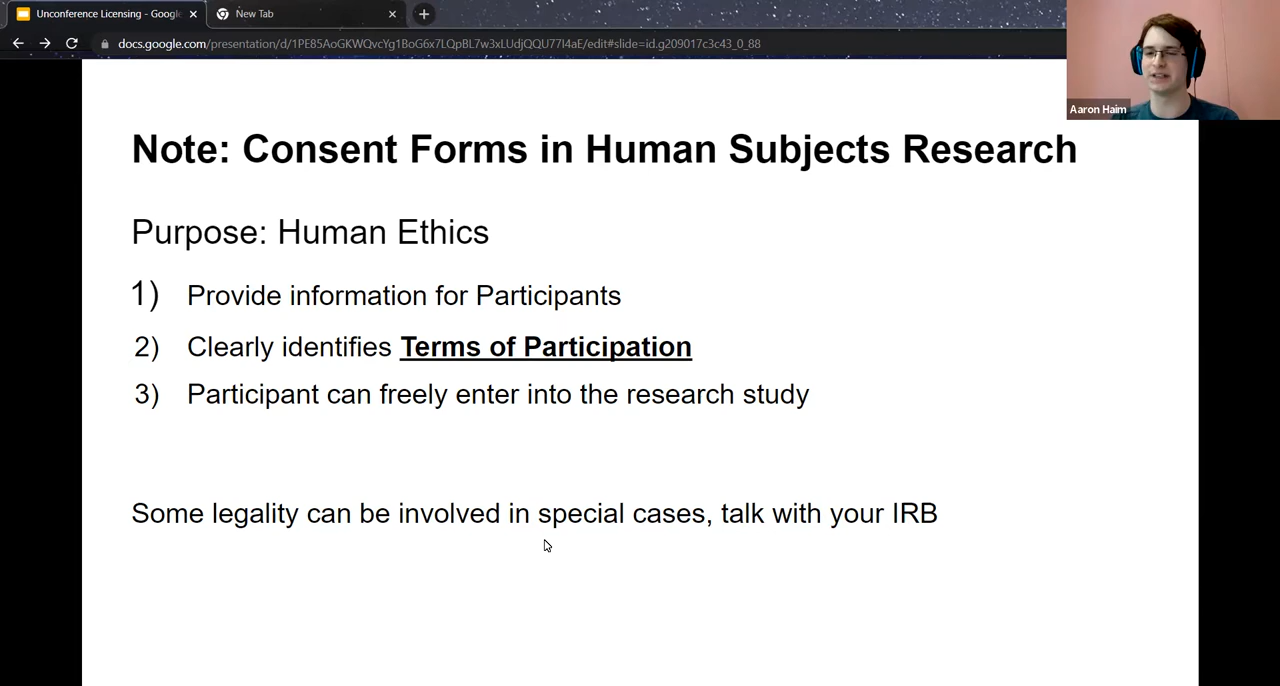 Unconference Licensing - Google
New Tab
docs.google.com/presentation/d/1PE85AoGKWQvcYg1BoG6x7LQpBL7w3xLUdjQQU77I4aE/edit#slide=id.g209017c3c43_0_88
Aaron Haim
Note: Consent Forms in Human Subjects Research
Purpose: Human Ethics
1) Provide information for Participants
2) Clearly identifies Terms of Participation
3) Participant can freely enter into the research study
Some legality can be involved in special cases, talk with your IRB